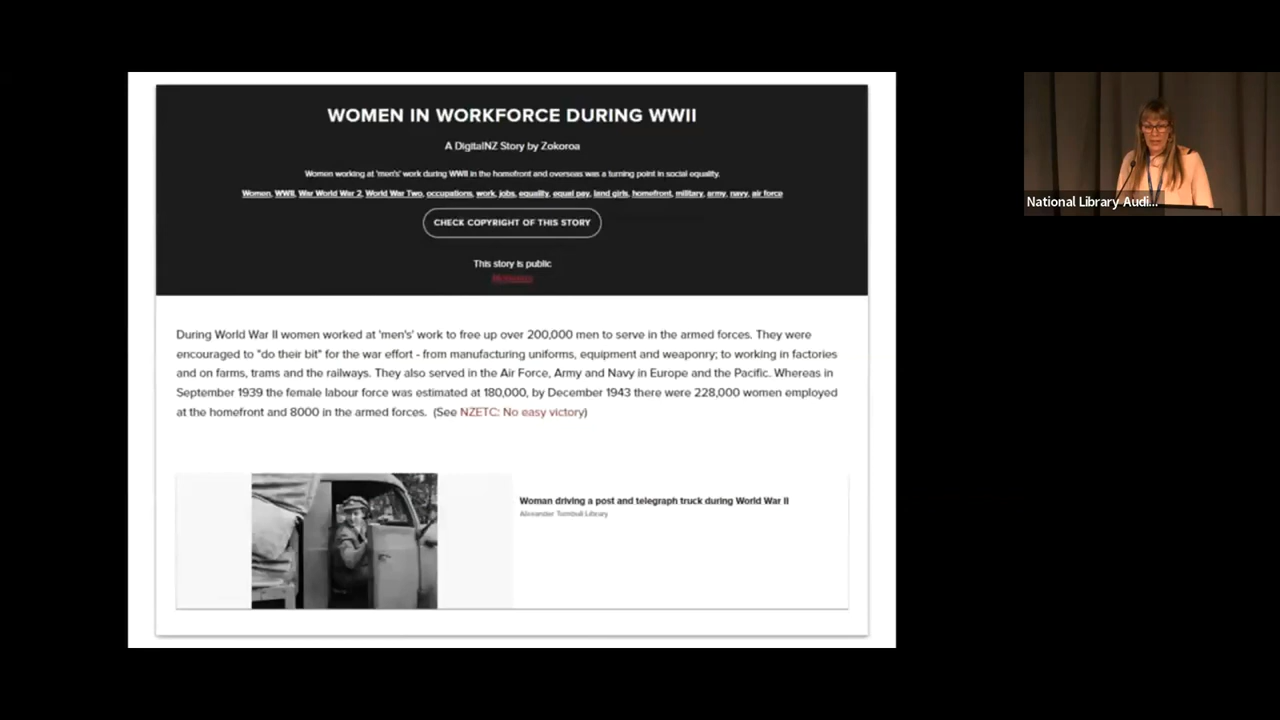 WOMEN IN WORKFORCE DURING WWII
A DigitalNZ Story by Zokoroa
Women working at 'men's' work during WWII in the homefront and overseas was a turning point in social equality.
Women, WWII, War World War 2, World War Two, occupations, work, jobs, equality, equal pay, land girls, homefront, military, army, navy, air force
CHECK COPYRIGHT OF THIS STORY
This story is public
During World War II women worked at 'men's' work to free up over 200,000 men to serve in the armed forces. They were
encouraged to "do their bit" for the war effort - from manufacturing uniforms, equipment and weaponry; to working in factories
and on farms, trams and the railways. They also served in the Air Force, Army and Navy in Europe and the Pacific. Whereas in
September 1939 the female labour force was estimated at 180,000, by December 1943 there were 228,000 women employed
at the homefront and 8000 in the armed forces. (See NZETC: No easy victory)
Woman driving a post and telegraph truck during World War II
Alexander Turnbull Library
National Library Audi...